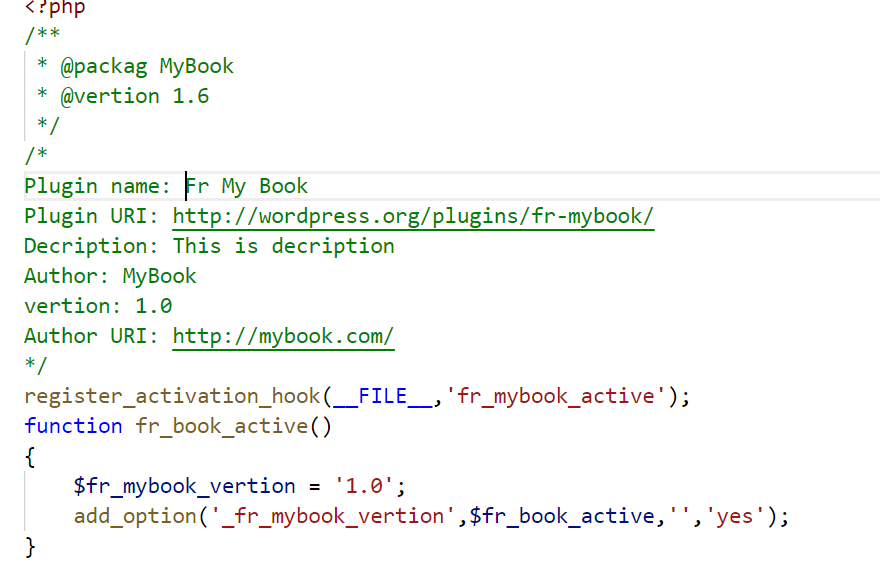 <?php
/**
 * @packag MyBook
 * @vertion 1.6
 */
/*
Plugin name: Fr My Book
Plugin URI: http://wordpress.org/plugins/fr-mybook/
Decription: This is decription
Author: MyBook
vertion: 1.0
Author URI: http://mybook.com/
*/
register_activation_hook(__FILE__,'fr_mybook_active');
function fr_book_active()
{
    $fr_mybook_vertion = '1.0';
    add_option('_fr_mybook_vertion',$fr_book_active,'','yes');
}